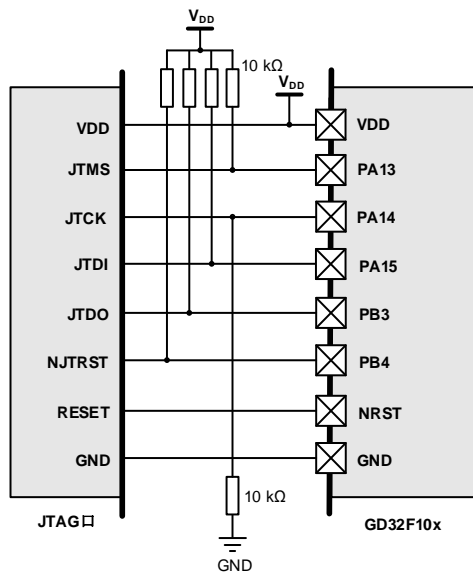 VDD
10 kΩ
VDD
VDD
VDD
JTMS
PA13
JTCK
PA14
JTDI
PA15
JTDO
PB3
NJTRST
PB4
RESET
NRST
GND
GND
10 kΩ
JTAG口
GD32F10x
GND